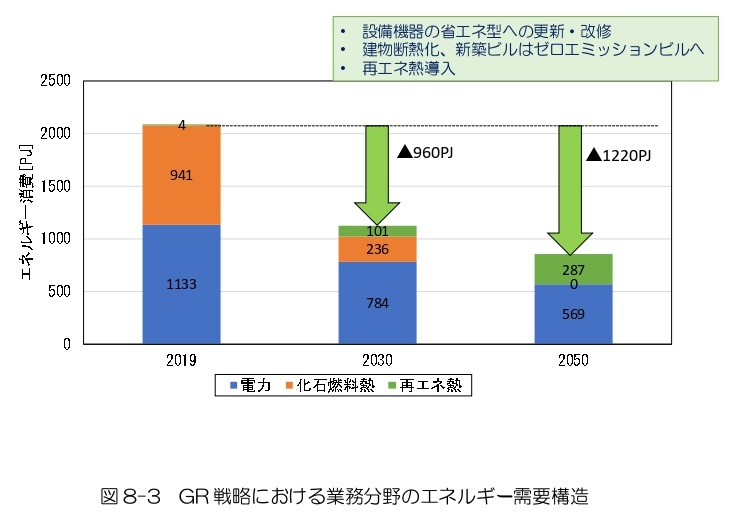 • 設備機器の省エネ型への更新・改修
• 建物断熱化、新築ビルはゼロエミッションビルへ
• 再エネ熱導入
エネルギー消費[PJ]
2500
2000
1500
1000
500
0
4
941
1133
▲960PJ
101
236
784
▲1220PJ
287
0
569
2019
2030
2050
電力 化石燃料熱 再エネ熱
図8-3 GR戦略における業務分野のエネルギー需要構造